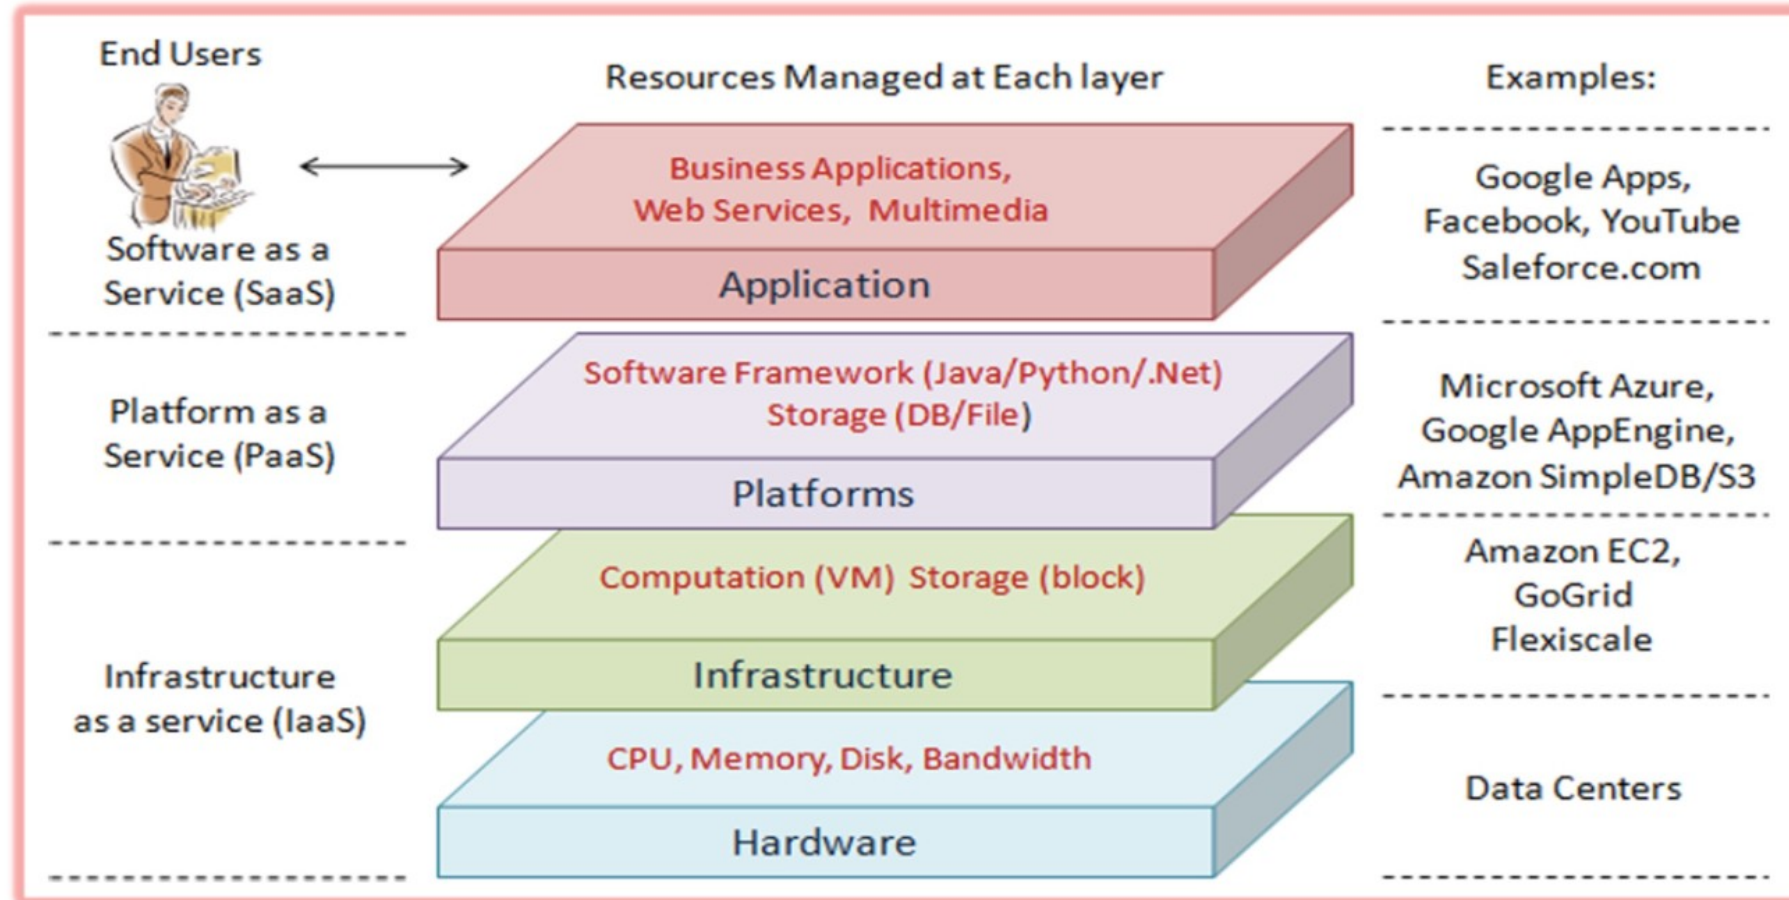 End Users
Resources Managed at Each layer
Examples:
Business Applications,
Web Services, Multimedia
Application
Google Apps,
Facebook, YouTube
Saleforce.com
Software as a
Service (SaaS)
Software Framework (Java/Python/.Net)
Storage (DB/File)
Platforms
Microsoft Azure,
Google AppEngine,
Amazon SimpleDB/S3
Platform as a
Service (PaaS)
Computation (VM) Storage (block)
Infrastructure
Amazon EC2,
GoGrid
Flexiscale
Infrastructure
as a service (IaaS)
CPU, Memory, Disk, Bandwidth
Hardware
Data Centers